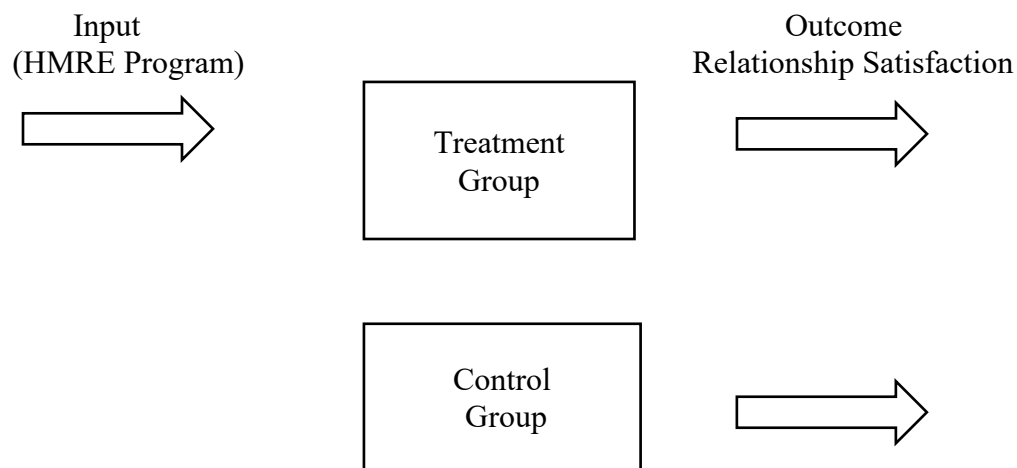 Input
(HMRE Program)
Outcome
Relationship Satisfaction
Treatment
Group
Control
Group